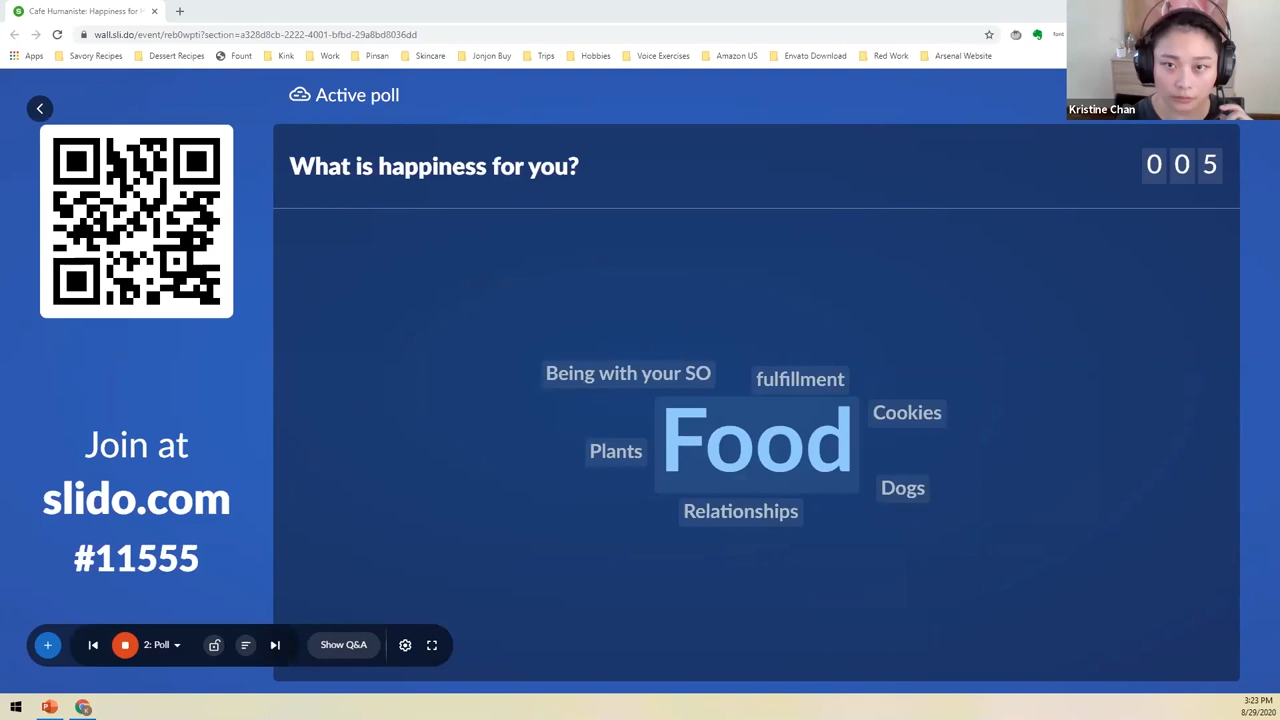 Cafe Humaniste: Happiness for
wall.sli.do/event/reb0wpti?section=a328d8cb-2222-4001-bfbd-29a8bd8036dd
Apps Savory Recipes Dessert Recipes Fount Kink Work Pinsan Skincare Jonjon Buy Trips Hobbies Voice Exercises Amazon US Envato Download Red Work Arsenal Website
Kristine Chan
Active poll
What is happiness for you?
005
Being with your SO
fulfillment
Cookies
Food
Plants
Dogs
Relationships
Join at
slido.com
#11555
2: Poll
Show Q&A
3:23 PM
8/29/2020